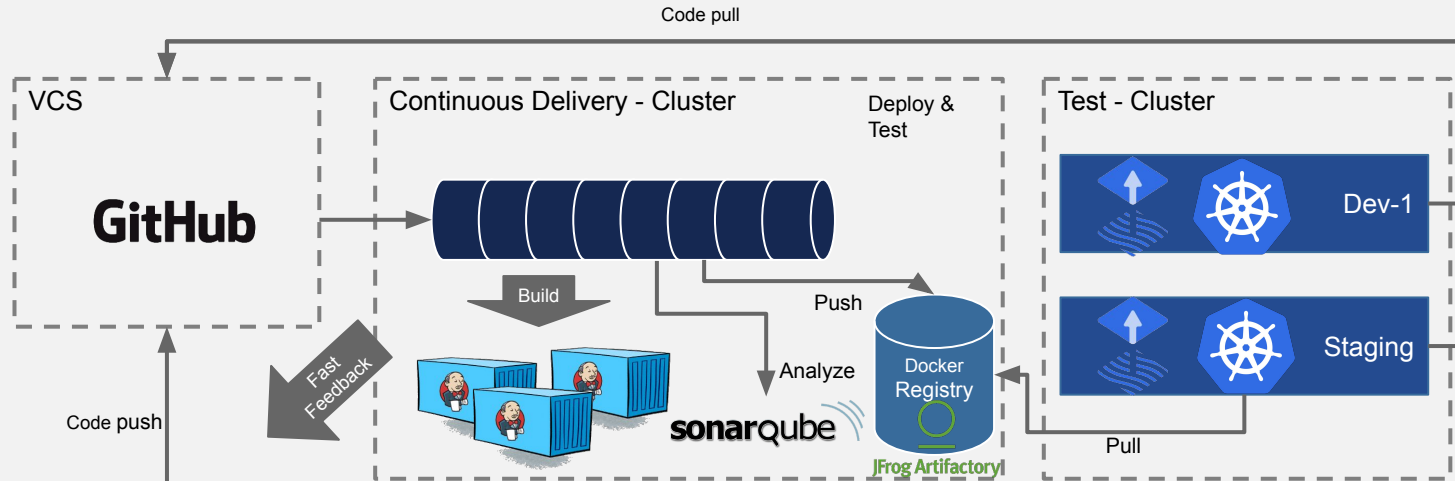 Code pull
VCS
GitHub
Code push
Continuous Delivery - Cluster
Deploy &
Test
Build
Fast
Feedback
Push
Analyze
sonarqube
Docker
Registry
JFrog Artifactory
Test - Cluster
Dev-1
Staging
Pull